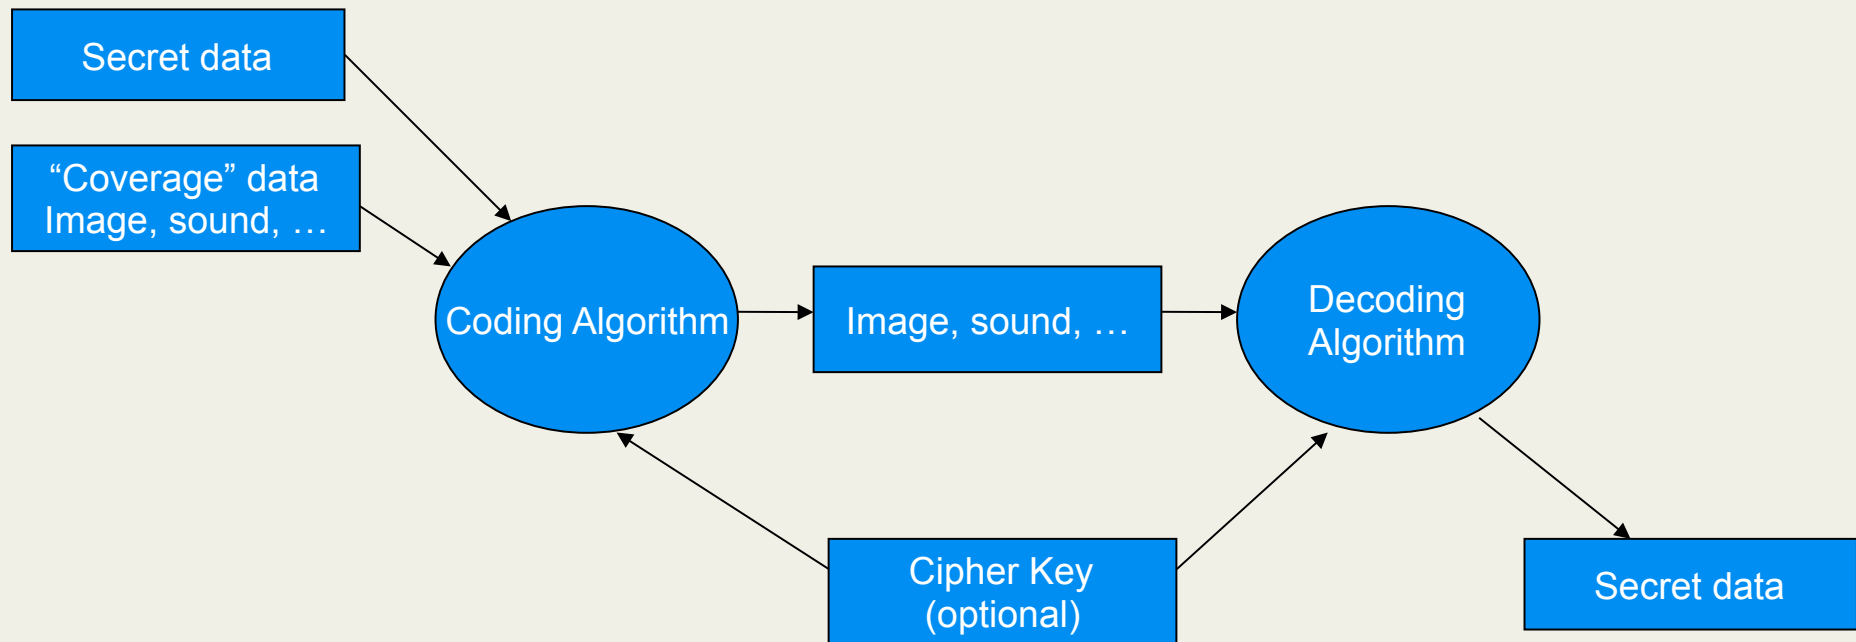 Secret data
“Coverage” data
Image, sound, …
Coding Algorithm
Image, sound, …
Decoding
Algorithm
Cipher Key
(optional)
Secret data